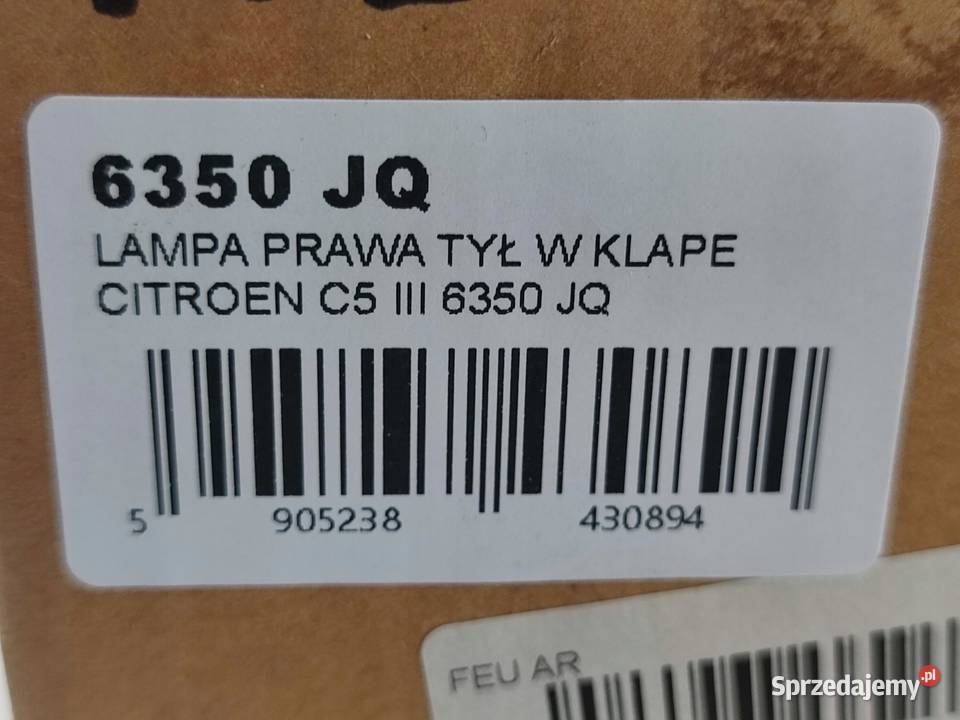 6350 JQ
LAMPA PRAWA TYŁ W KLAPE
CITROEN C5 III 6350 JQ
5 905238 430894
FEU AR
Sprzedajemy.pl